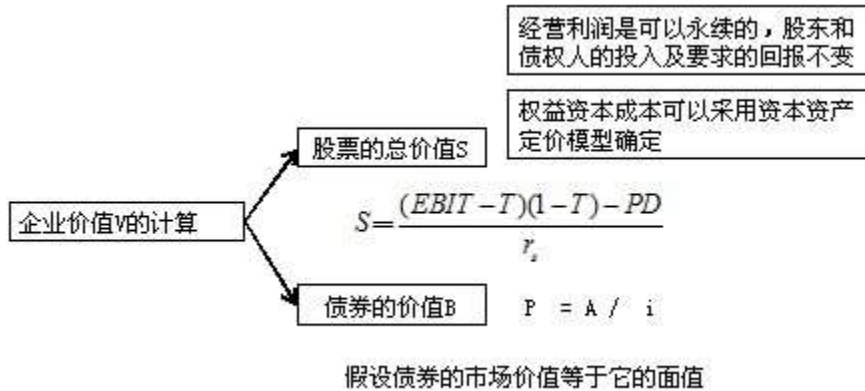 经营利润是可以永续的，股东和
债权人的投入及要求的回报不变
权益资本成本可以采用资本资产
定价模型确定
股票的总价值S
企业价值V的计算
S=\frac{(EBIT-T)(1-T)-PD}{r_s}
债券的价值B
P = A / i
假设债券的市场价值等于它的面值